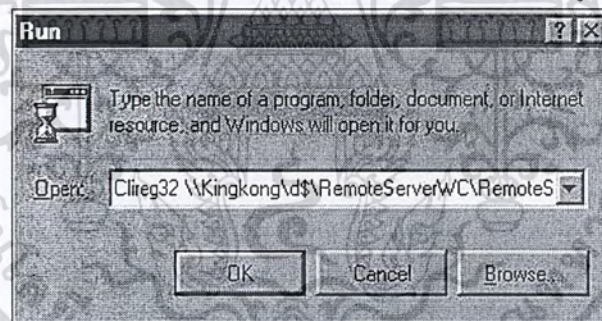 Run
Type the name of a program, folder, document, or Internet
resource, and Windows will open it for you.
Open: Clireg32 \\Kingkong\d$\RemoteServerWC\RemoteS
OK Cancel Browse...